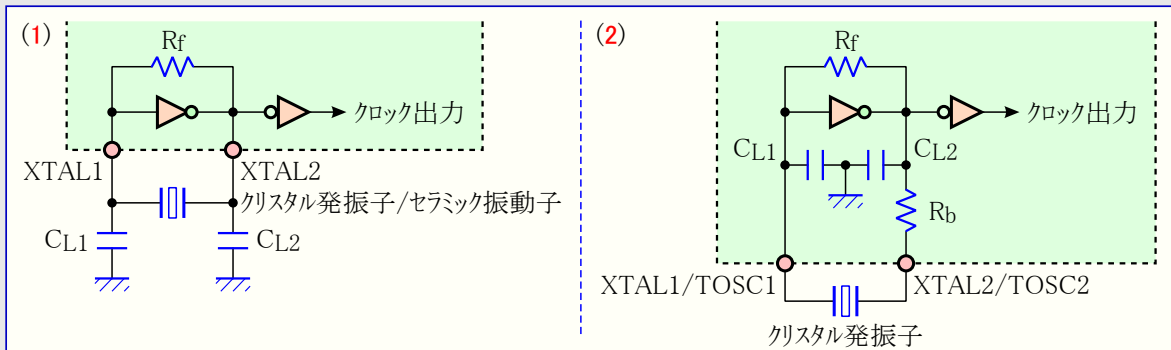 (1)
Rf
クロック出力
XTAL1
XTAL2
クリスタル発振子/セラミック振動子
CL1
CL2
(2)
Rf
クロック出力
CL1
CL2
Rb
XTAL1/TOSC1
XTAL2/TOSC2
クリスタル発振子